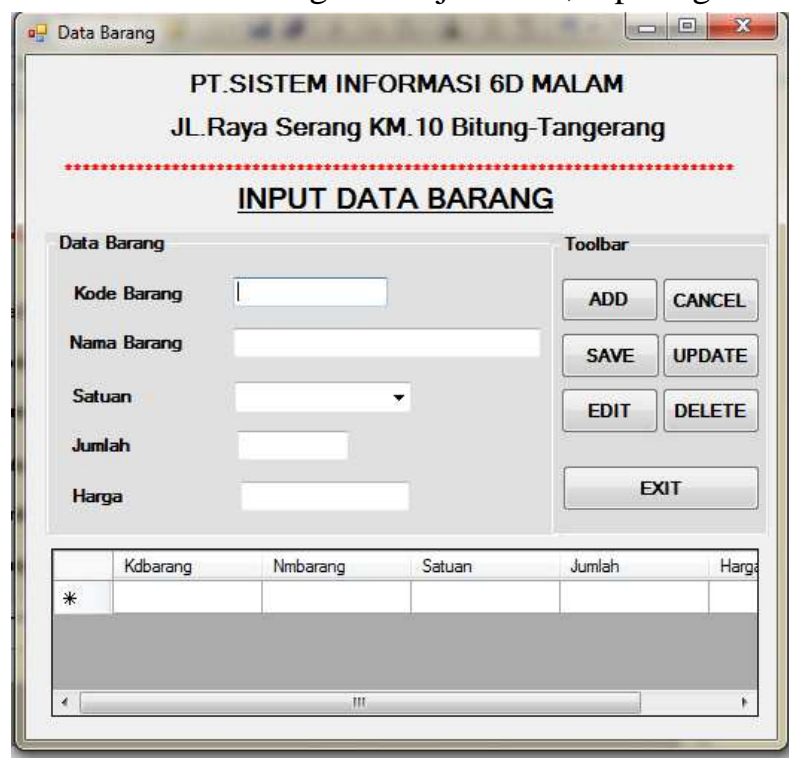 Data Barang
PT.SISTEM INFORMASI 6D MALAM
JL.Raya Serang KM.10 Bitung-Tangerang
**********************************************************************************
INPUT DATA BARANG
Data Barang
Kode Barang
Nama Barang
Satuan
Jumlah
Harga
Toolbar
ADD CANCEL
SAVE UPDATE
EDIT DELETE
EXIT
Kdbarang Nmbarang Satuan Jumlah Harga
*